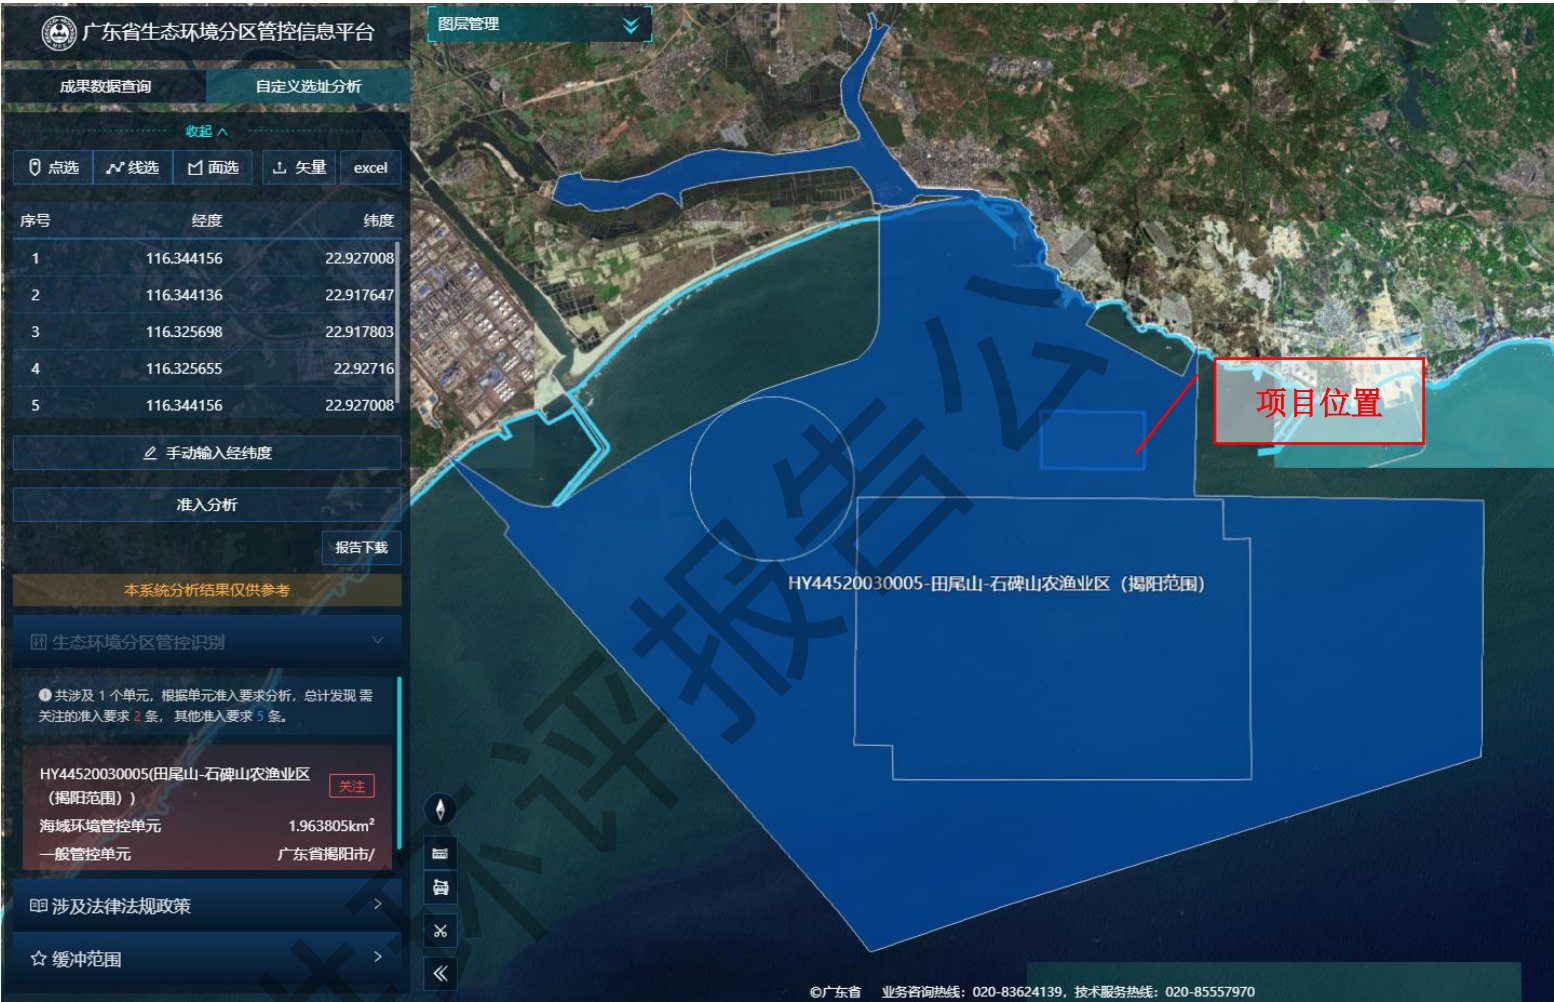 广东省生态环境分区管控信息平台
图层管理
成果数据查询 自定义选址分析
收起
点选 线选 面选 矢量 excel
序号 经度 纬度
1 116.344156 22.927008
2 116.344136 22.917647
3 116.325698 22.917803
4 116.325655 22.92716
5 116.344156 22.927008
手动输入经纬度
准入分析
报告下载
本系统分析结果仅供参考
生态环境分区管控识别
共涉及 1 个单元，根据单元准入要求分析，总计发现 需
关注的准入要求 2 条， 其他准入要求 5 条。
HY44520030005(田尾山-石碑山农渔业区
（揭阳范围）)
关注
海域环境管控单元 1.963805km²
一般管控单元 广东省揭阳市/
涉及法律法规政策
缓冲范围
项目位置
HY44520030005-田尾山-石碑山农渔业区（揭阳范围）
©广东省 业务咨询热线：020-83624139，技术服务热线：020-85557970
环评报告公